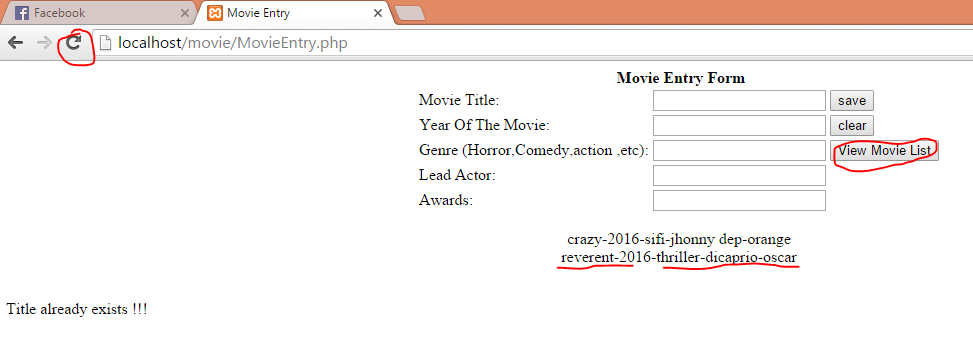 Facebook
Movie Entry
localhost/movie/MovieEntry.php
Movie Entry Form
Movie Title: save
Year Of The Movie: clear
Genre (Horror,Comedy,action ,etc): View Movie List
Lead Actor:
Awards:
crazy-2016-sifi-jhonny dep-orange
reverent-2016-thriller-dicaprio-oscar
Title already exists !!!